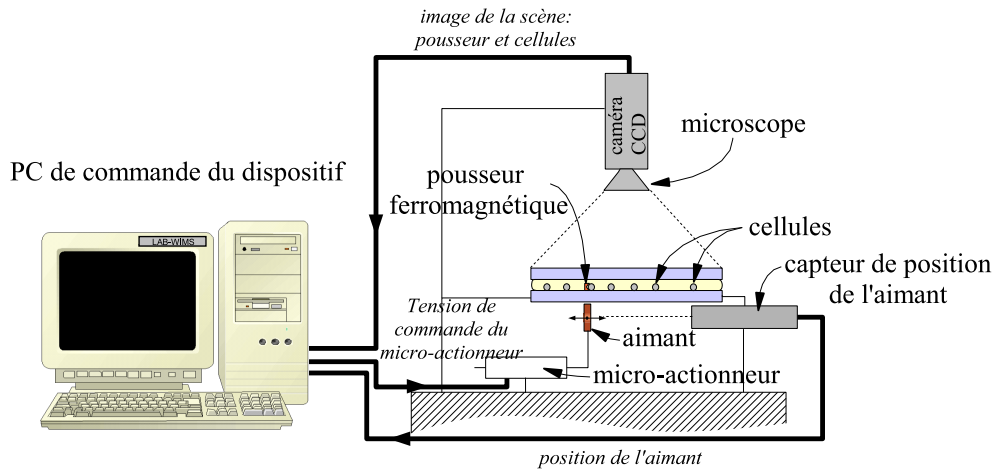 image de la scène:
pousseur et cellules
caméra
CCD
microscope
PC de commande du dispositif
pousseur
ferromagnétique
cellules
LAB-WIMS
capteur de position
de l'aimant
Tension de
commande du
micro-actionneur
aimant
micro-actionneur
position de l'aimant